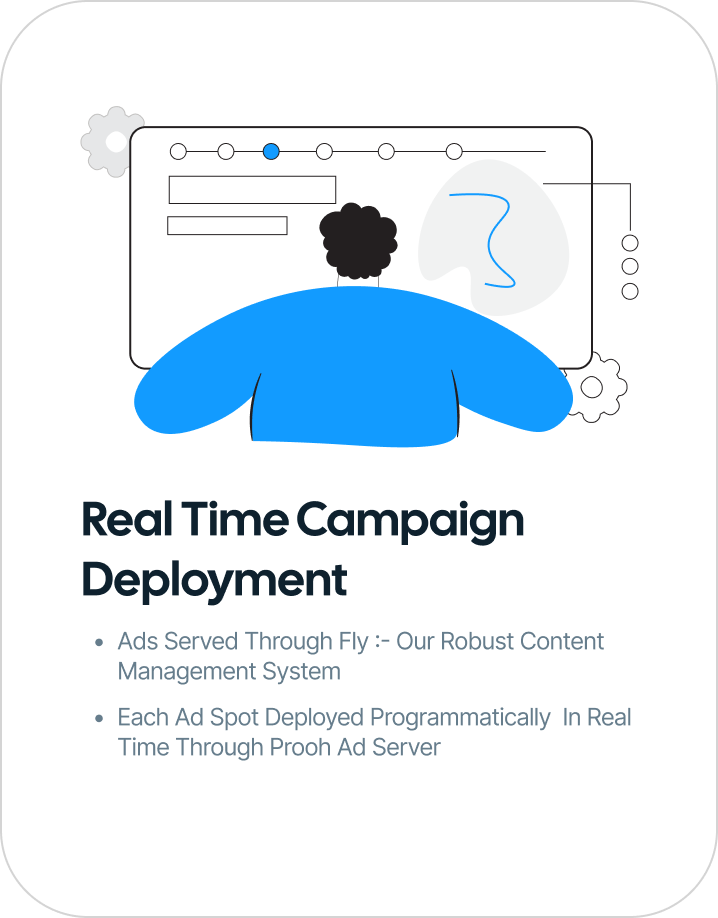 Real Time Campaign
Deployment
• Ads Served Through Fly :- Our Robust Content
Management System
• Each Ad Spot Deployed Programmatically  In Real
Time Through Prooh Ad Server